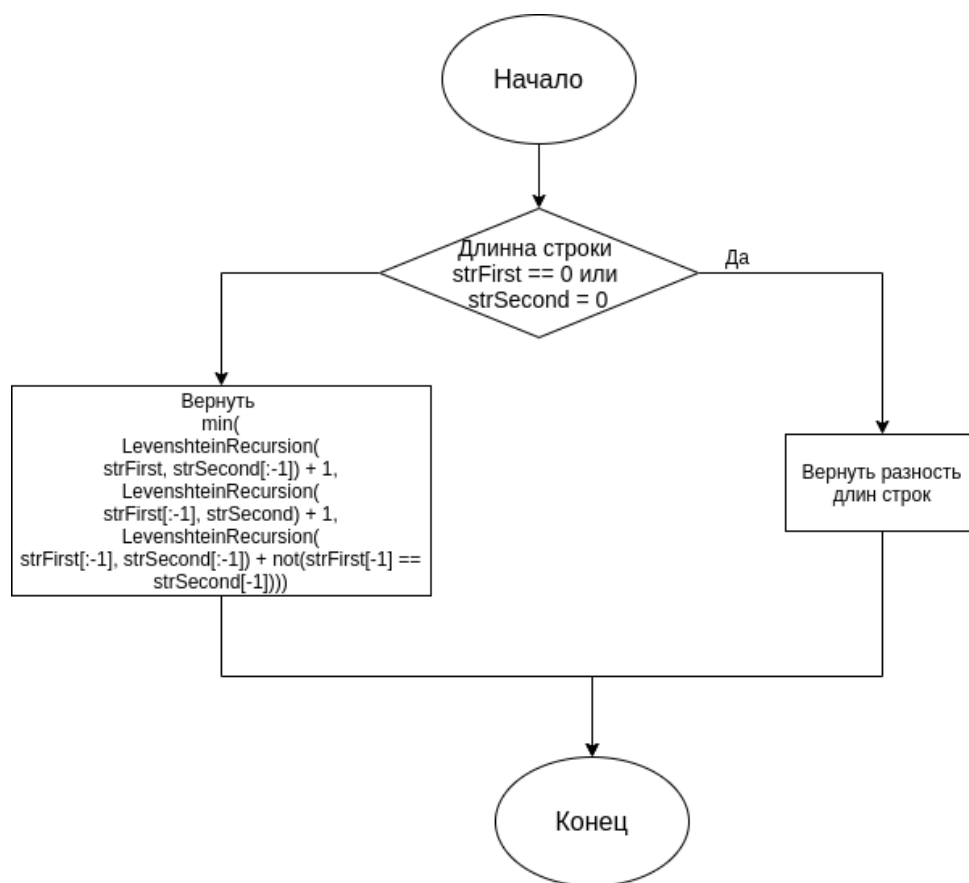 Начало
Длинна строки
strFirst == 0 или
strSecond = 0
Да
Вернуть
min(
LevenshteinRecursion(
strFirst, strSecond[:-1]) + 1,
LevenshteinRecursion(
strFirst[:-1], strSecond) + 1,
LevenshteinRecursion(
strFirst[:-1], strSecond[:-1]) + not(strFirst[-1] ==
strSecond[-1])))
Вернуть разность
длин строк
Конец